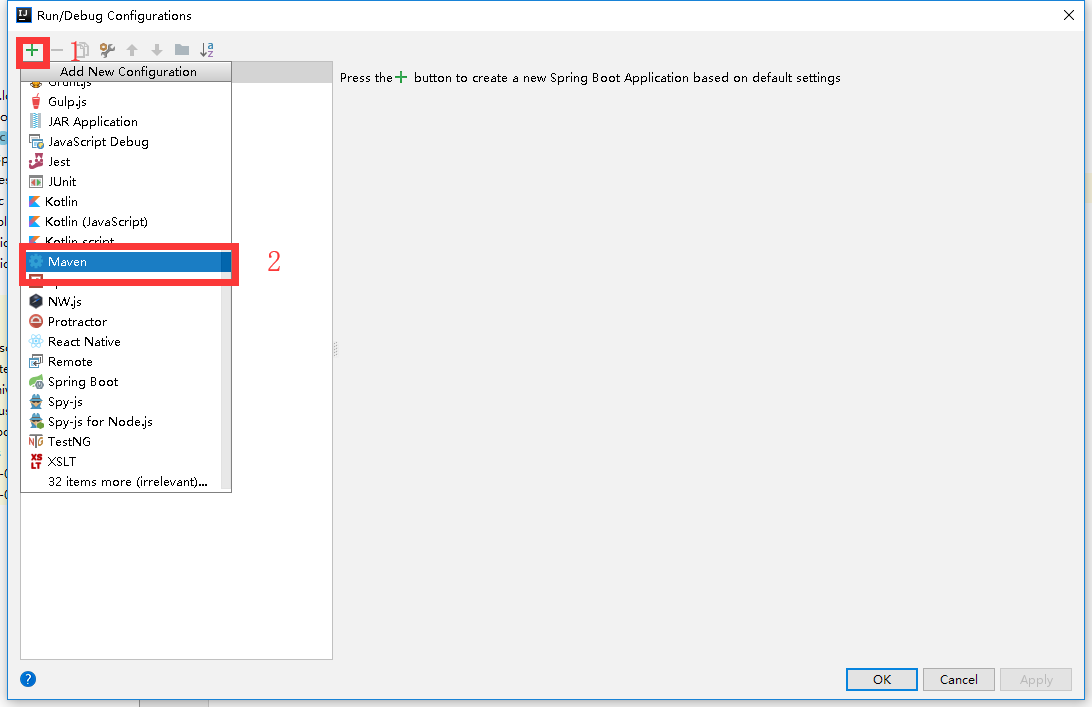 Run/Debug Configurations
1
Add New Configuration
Press the + button to create a new Spring Boot Application based on default settings
Grunt.js
Gulp.js
JAR Application
JavaScript Debug
Jest
JUnit
Kotlin
Kotlin (JavaScript)
Kotlin script
Maven
2
NW.js
Protractor
React Native
Remote
Spring Boot
Spy-js
Spy-js for Node.js
TestNG
XSLT
32 items more (irrelevant)...
?
OK
Cancel
Apply